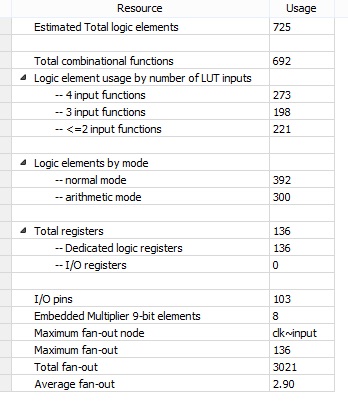 Resource Usage
Estimated Total logic elements 725
Total combinational functions 692
Logic element usage by number of LUT inputs
-- 4 input functions 273
-- 3 input functions 198
-- <=2 input functions 221
Logic elements by mode
-- normal mode 392
-- arithmetic mode 300
Total registers 136
-- Dedicated logic registers 136
-- I/O registers 0
I/O pins 103
Embedded Multiplier 9-bit elements 8
Maximum fan-out node clk~input
Maximum fan-out 136
Total fan-out 3021
Average fan-out 2.90